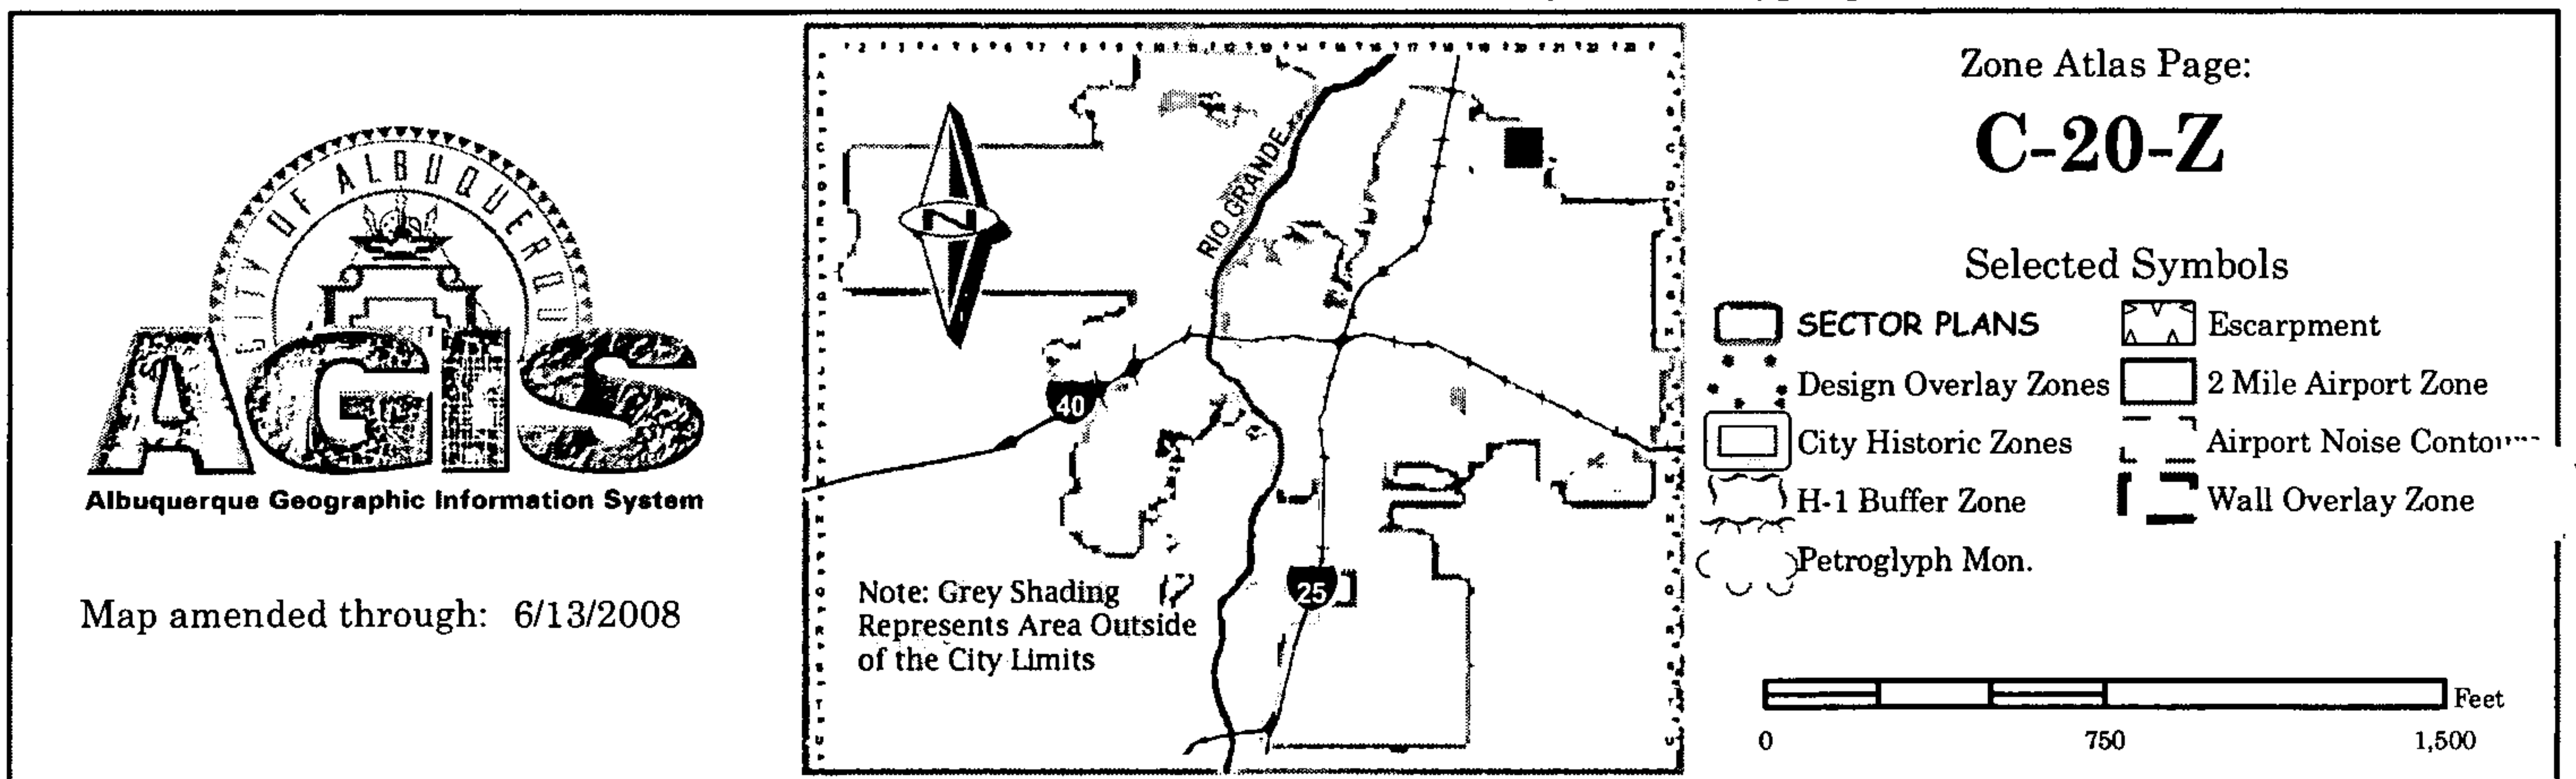 CITY OF ALBUQUERQUE
AGIS
Albuquerque Geographic Information System
Map amended through: 6/13/2008
RIO GRANDE
N
40
25
Note: Grey Shading
Represents Area Outside
of the City Limits
Zone Atlas Page:
C-20-Z
Selected Symbols
SECTOR PLANS
Escarpment
Design Overlay Zones
2 Mile Airport Zone
City Historic Zones
Airport Noise
H-1 Buffer Zone
Wall Overlay Zone
Petroglyph Mon.
Feet
0 750 1,500